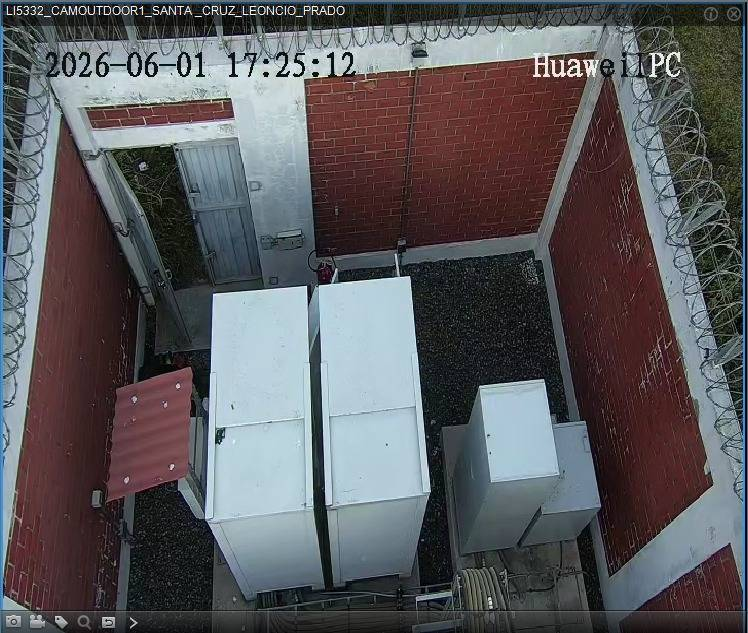 LI5332_CAMOUTDOOR1_SANTA _CRUZ_LEONCIO_PRADO
2026-06-01 17:25:12
HuaweiIPC